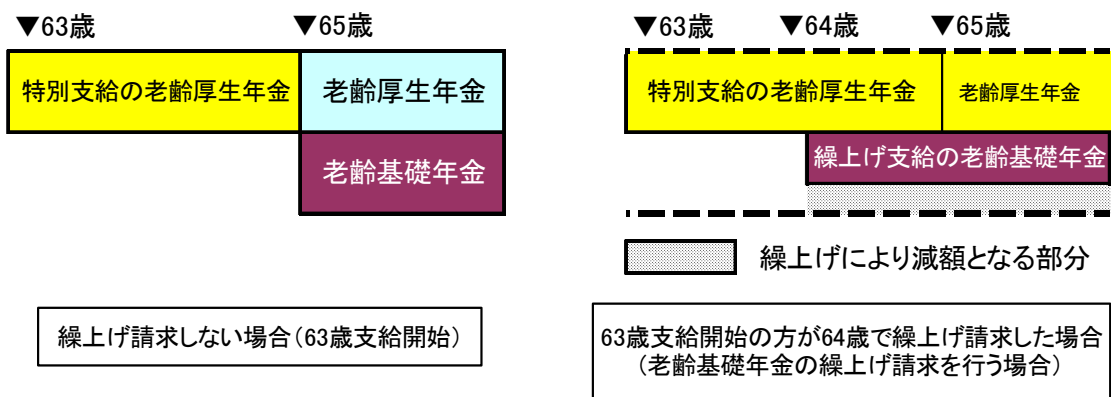 ▼63歳
▼65歳
特別支給の老齢厚生年金
老齢厚生年金
老齢基礎年金
繰上げ請求しない場合(63歳支給開始)
▼63歳
▼64歳
▼65歳
特別支給の老齢厚生年金
老齢厚生年金
繰上げ支給の老齢基礎年金
繰上げにより減額となる部分
63歳支給開始の方が64歳で繰上げ請求した場合
(老齢基礎年金の繰上げ請求を行う場合)